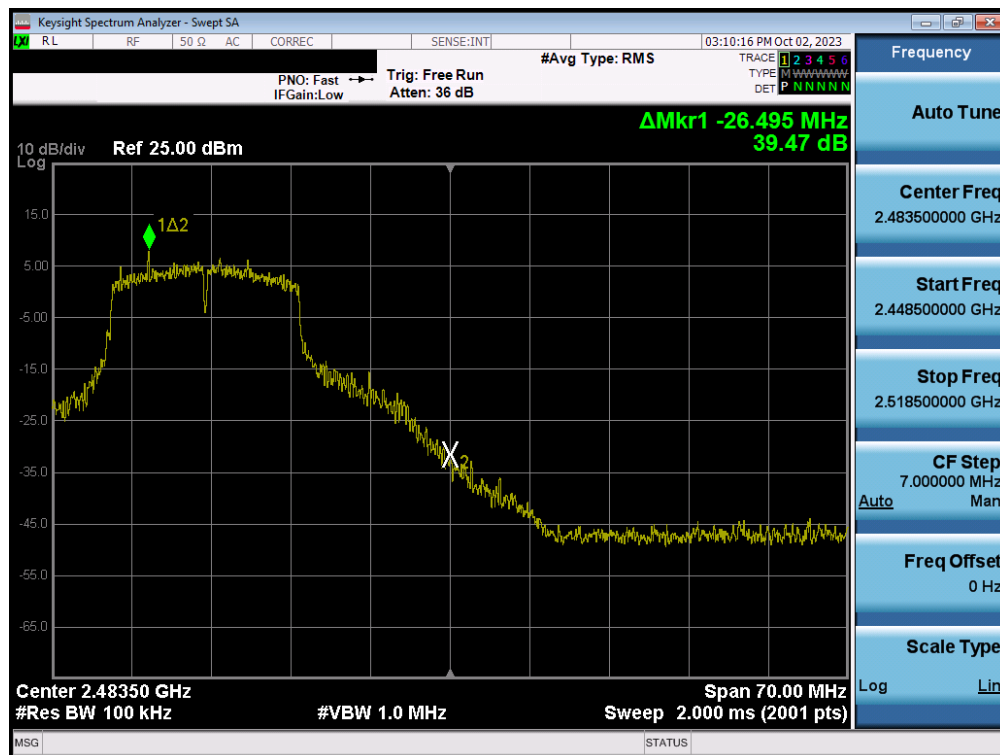 Keysight Spectrum Analyzer - Swept SA
LXI RL RF 50 Ω AC CORREC SENSE:INT 03:10:16 PM Oct 02, 2023
PNO: Fast
IFGain:Low
Trig: Free Run
Atten: 36 dB
#Avg Type: RMS
TRACE 1 2 3 4 5 6
TYPE M WWWWW
DET P N N N N N
ΔMkr1 -26.495 MHz
39.47 dB
10 dB/div Ref 25.00 dBm
Log
15.0
5.00
-5.00
-15.0
-25.0
-35.0
-45.0
-55.0
-65.0
1Δ2
X2
Center 2.48350 GHz
Span 70.00 MHz
#Res BW 100 kHz
#VBW 1.0 MHz
Sweep 2.000 ms (2001 pts)
MSG
STATUS
Frequency
Auto Tune
Center Freq
2.483500000 GHz
Start Freq
2.448500000 GHz
Stop Freq
2.518500000 GHz
CF Step
7.000000 MHz
Auto Man
Freq Offset
0 Hz
Scale Type
Log Lin